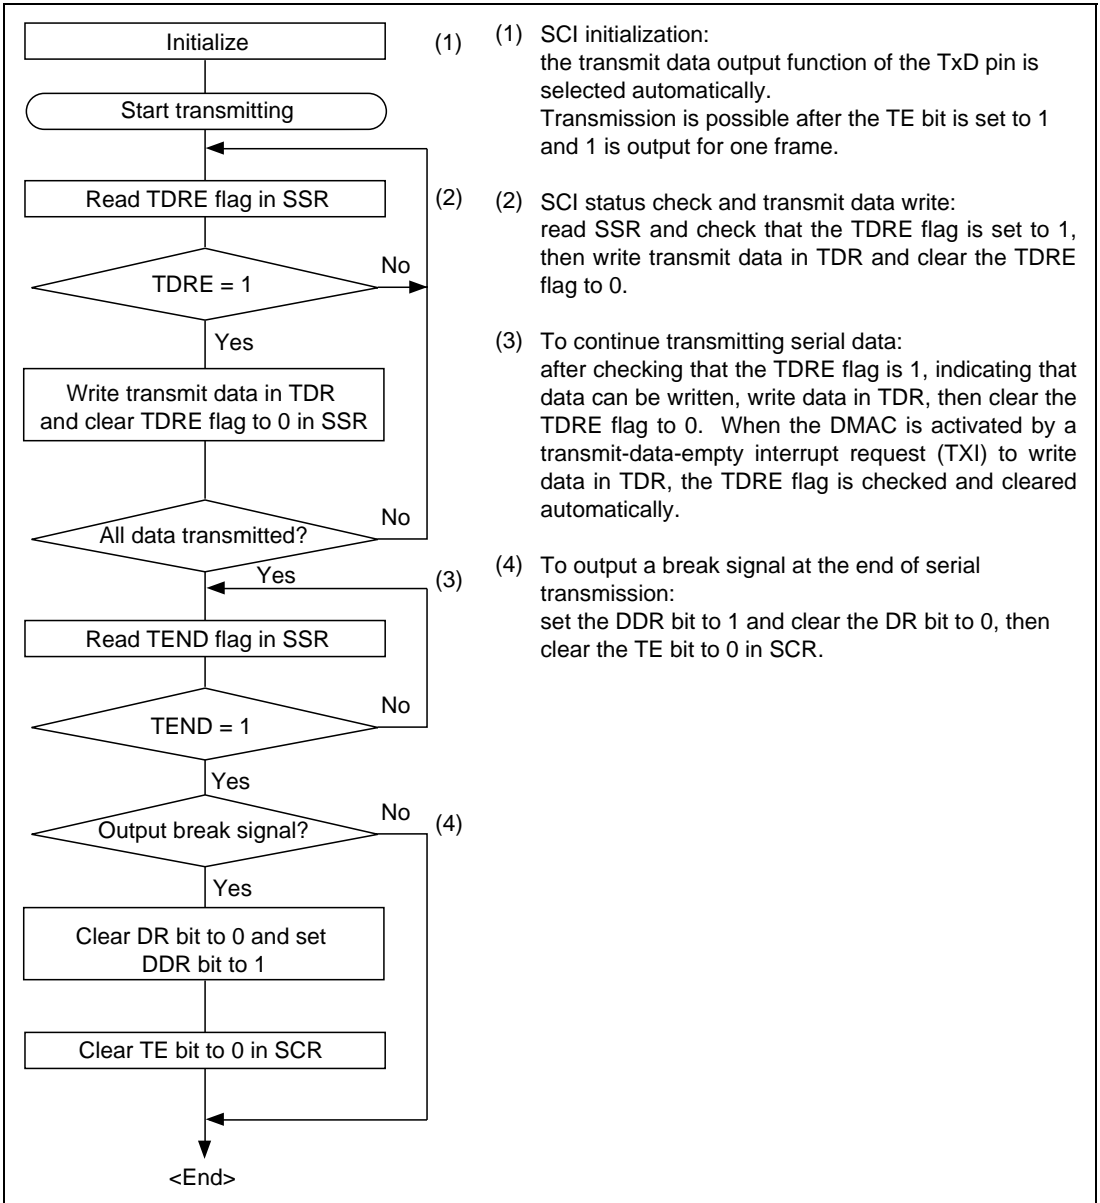 Initialize
(1)
Start transmitting
Read TDRE flag in SSR
(2)
TDRE = 1
No
Yes
Write transmit data in TDR
and clear TDRE flag to 0 in SSR
All data transmitted?
No
Yes
(3)
Read TEND flag in SSR
TEND = 1
No
Yes
Output break signal?
No
(4)
Yes
Clear DR bit to 0 and set
DDR bit to 1
Clear TE bit to 0 in SCR
<End>
(1) SCI initialization:
the transmit data output function of the TxD pin is
selected automatically.
Transmission is possible after the TE bit is set to 1
and 1 is output for one frame.
(2) SCI status check and transmit data write:
read SSR and check that the TDRE flag is set to 1,
then write transmit data in TDR and clear the TDRE
flag to 0.
(3) To continue transmitting serial data:
after checking that the TDRE flag is 1, indicating that
data can be written, write data in TDR, then clear the
TDRE flag to 0. When the DMAC is activated by a
transmit-data-empty interrupt request (TXI) to write
data in TDR, the TDRE flag is checked and cleared
automatically.
(4) To output a break signal at the end of serial
transmission:
set the DDR bit to 1 and clear the DR bit to 0, then
clear the TE bit to 0 in SCR.